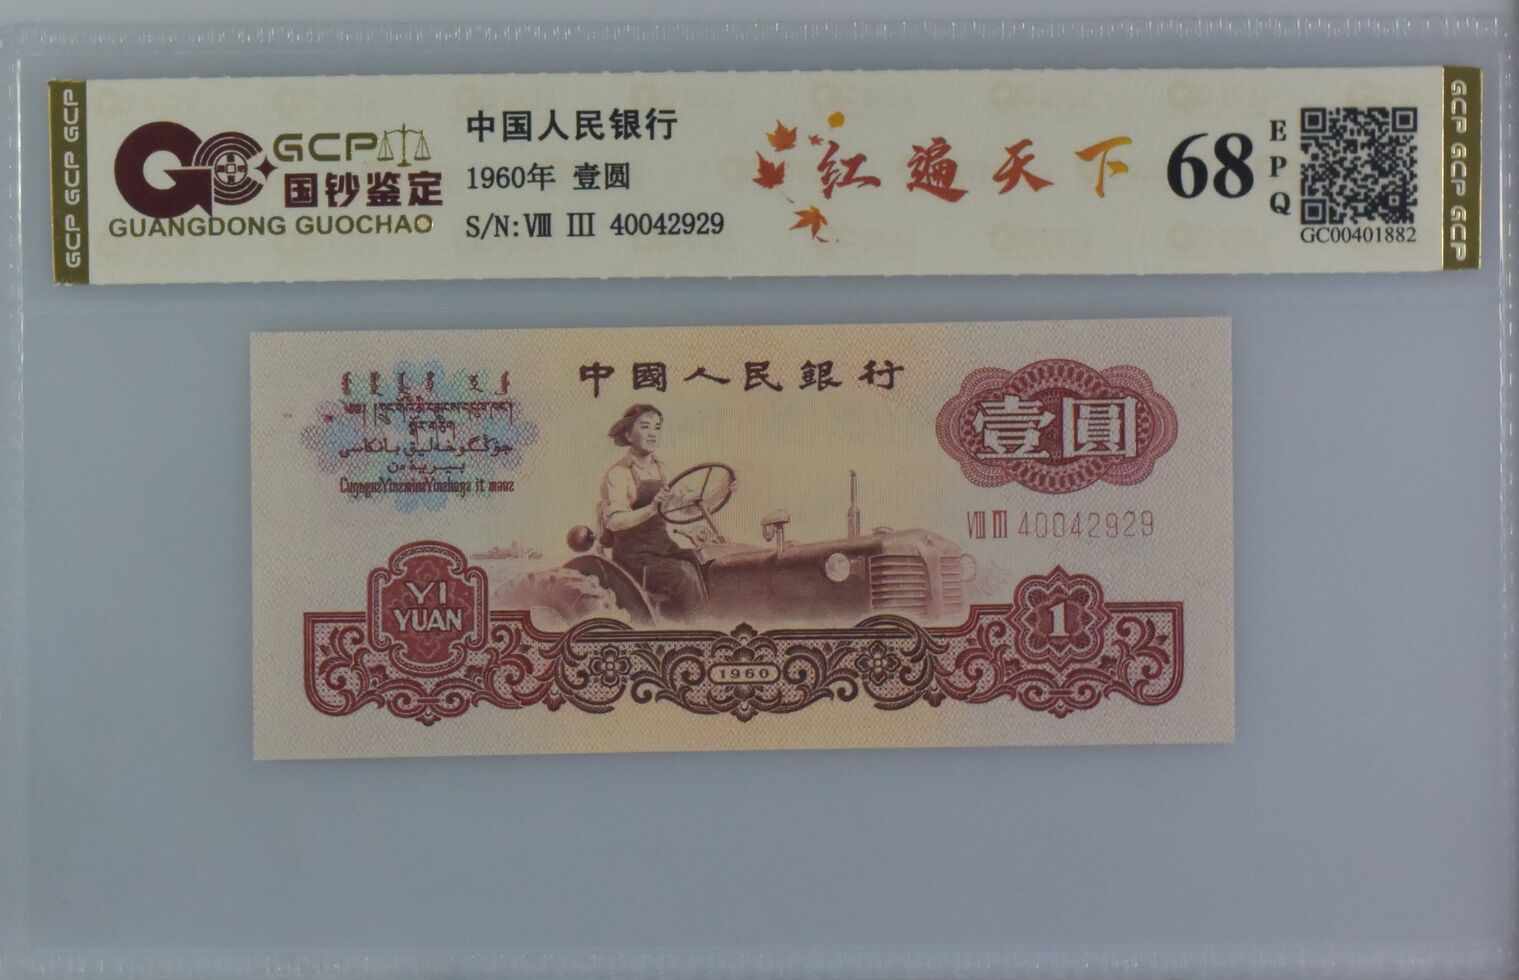 GCP GCP GCP
GCP
国钞鉴定
GUANGDONG GUOCHAO
中国人民银行
1960年 壹圆
S/N: Ⅷ Ⅲ 40042929
红遍天下
68
EPQ
GC00401882
GCP GCP GCP
中國人民銀行
壹圓
Ⅷ Ⅲ 40042929
YI
YUAN
1960
1